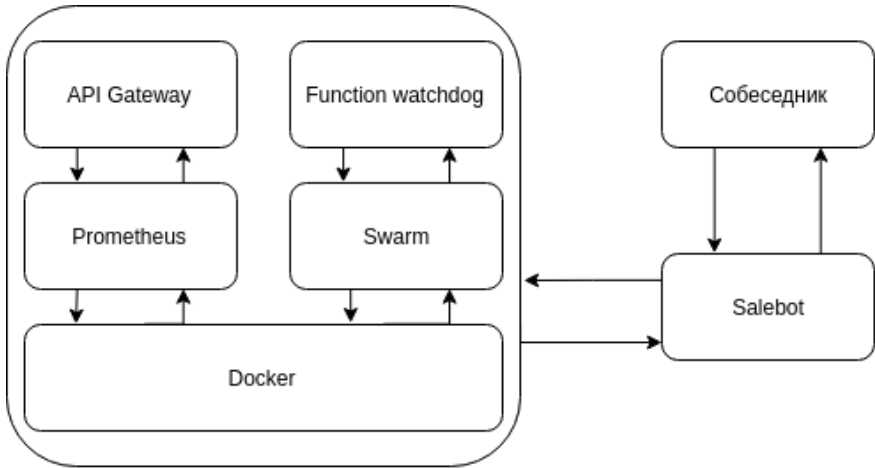 API Gateway
Function watchdog
Собеседник
Prometheus
Swarm
Salebot
Docker